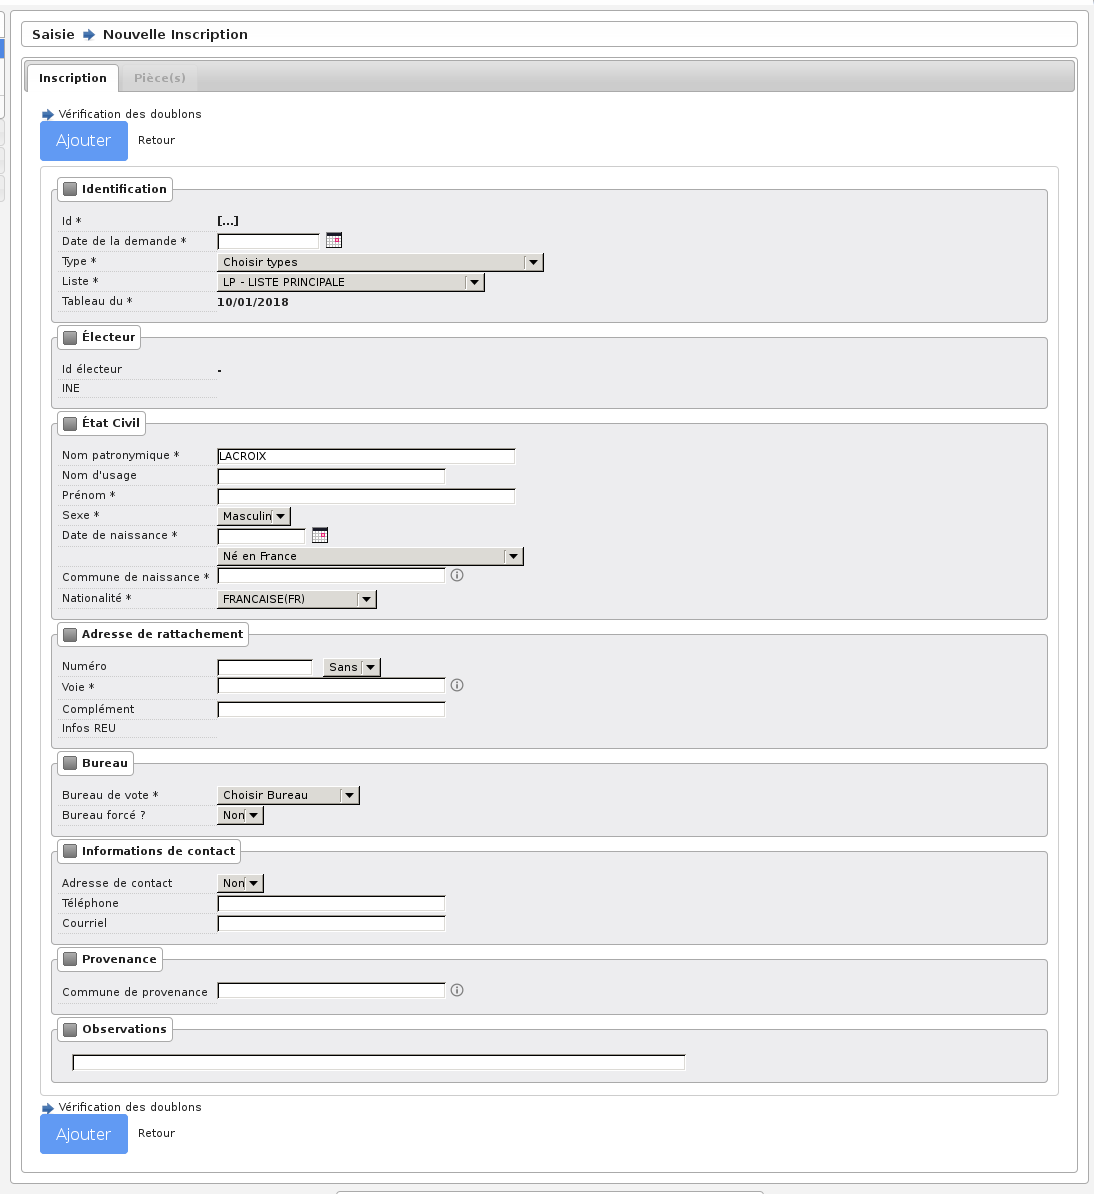 Saisie Nouvelle Inscription
Inscription Pièce(s)
Vérification des doublons
Ajouter Retour
Identification
Id * [...]
Date de la demande *
Type * Choisir types
Liste * LP - LISTE PRINCIPALE
Tableau du * 10/01/2018
Électeur
Id électeur -
INE
État Civil
Nom patronymique * LACROIX
Nom d'usage
Prénom *
Sexe * Masculin
Date de naissance *
Né en France
Commune de naissance *
Nationalité * FRANCAISE(FR)
Adresse de rattachement
Numéro Sans
Voie *
Complément
Infos REU
Bureau
Bureau de vote * Choisir Bureau
Bureau forcé ? Non
Informations de contact
Adresse de contact Non
Téléphone
Courriel
Provenance
Commune de provenance
Observations
Vérification des doublons
Ajouter Retour